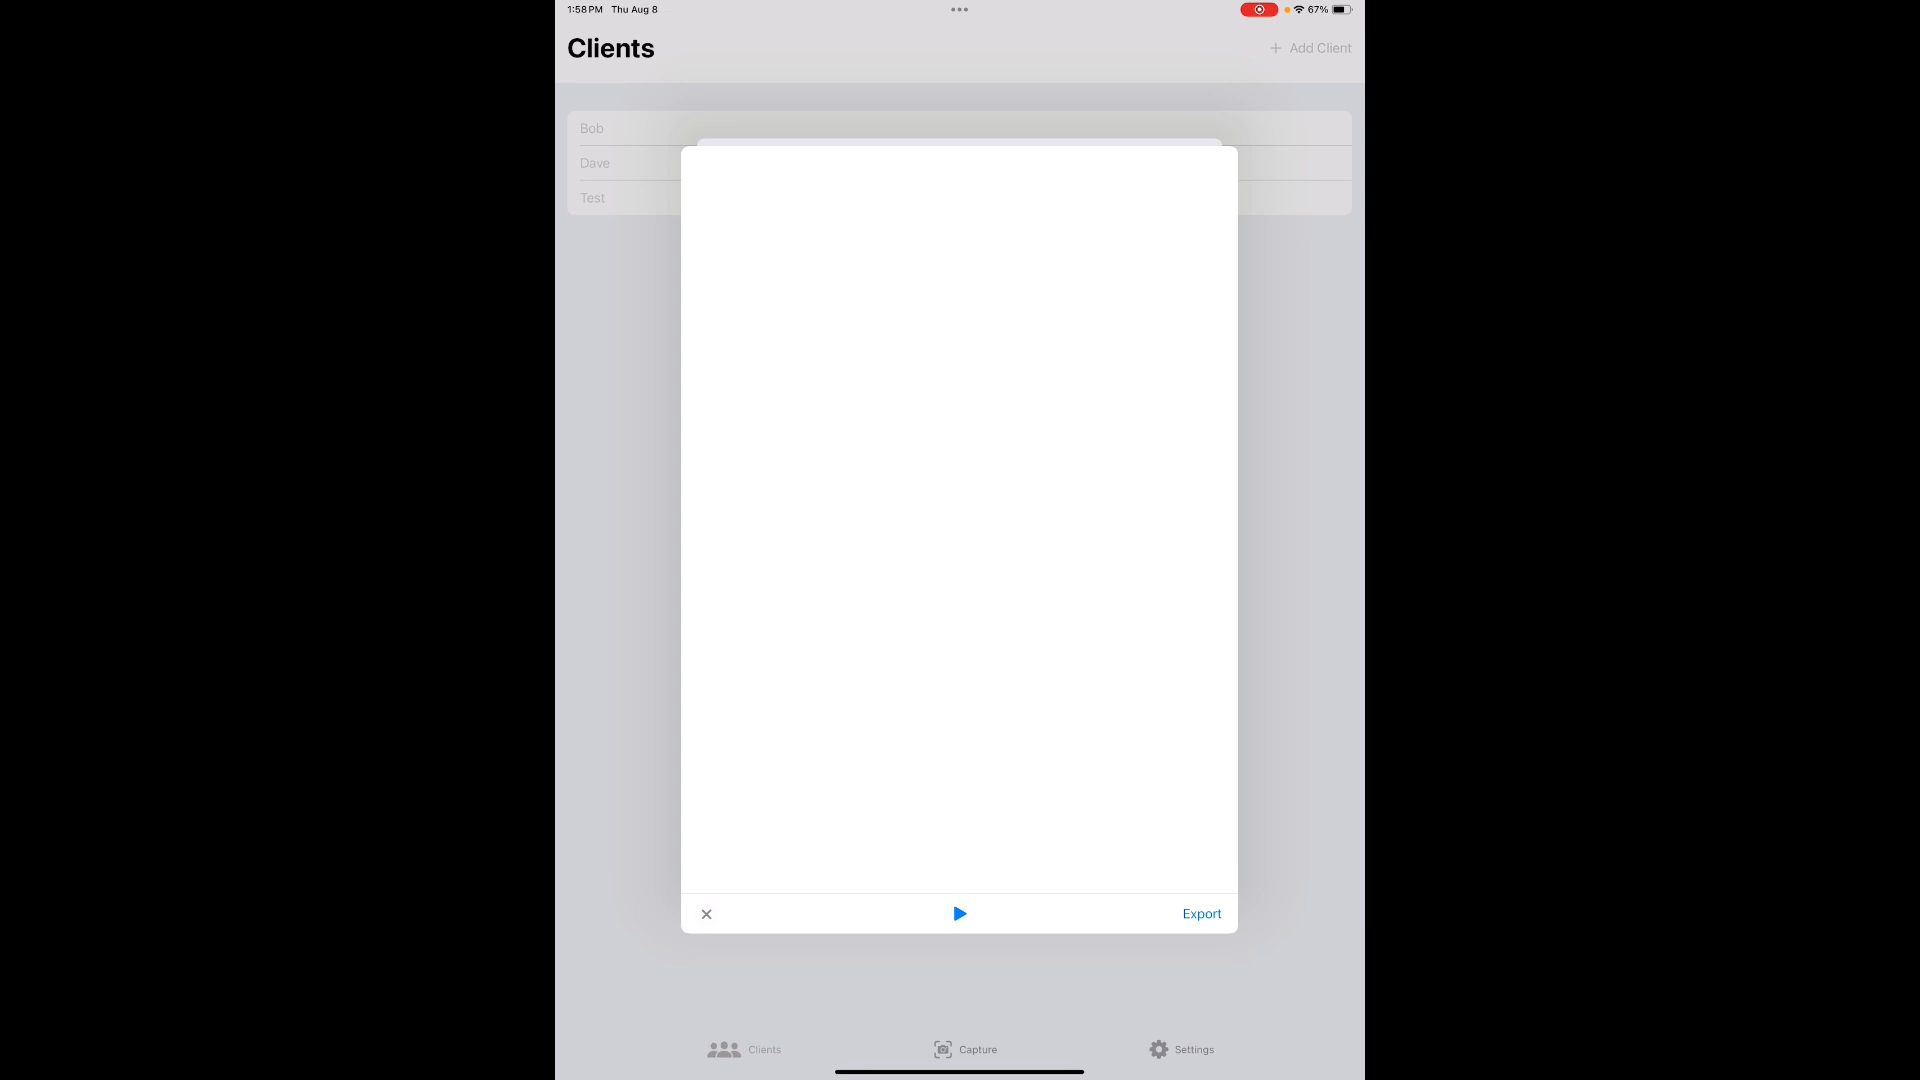 1:58 PM Thu Aug 8
67%
Clients
Add Client
Bob
Dave
Test
Export
Clients
Capture
Settings